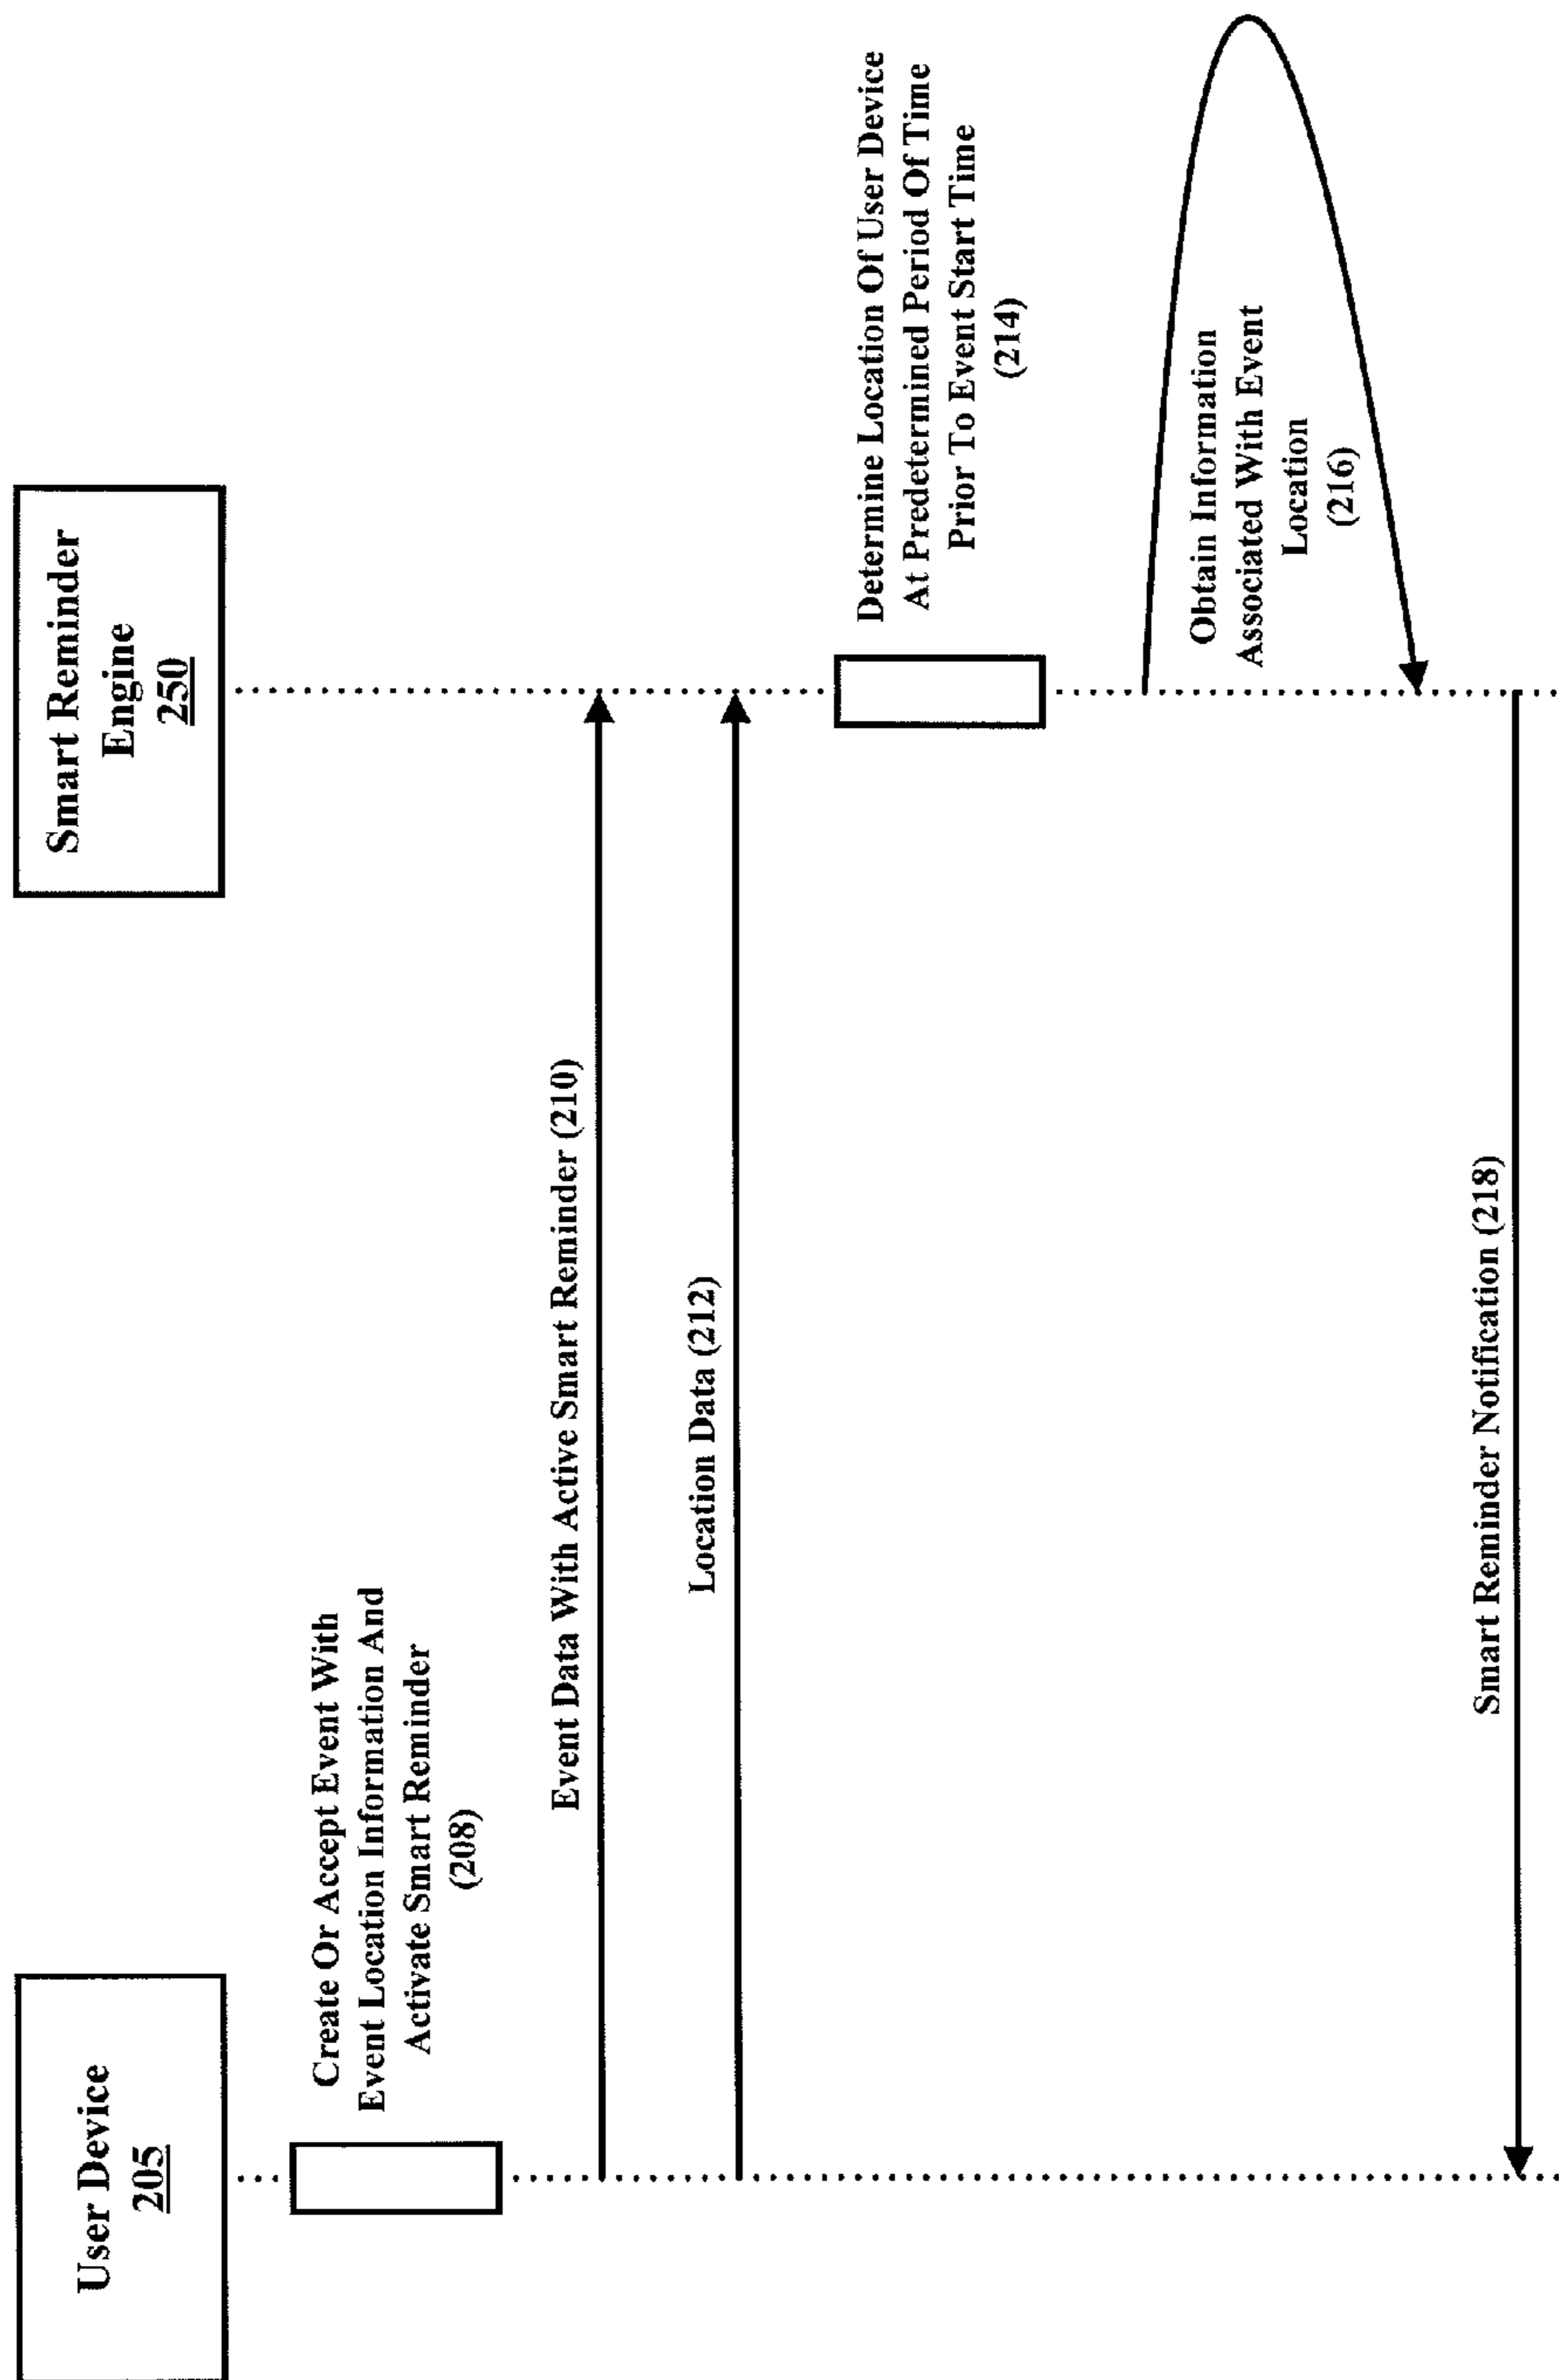 User Device
205
Smart Reminder
Engine
250
Create Or Accept Event With
Event Location Information And
Activate Smart Reminder
(208)
Event Data With Active Smart Reminder (210)
Location Data (212)
Determine Location Of User Device
At Predetermined Period Of Time
Prior To Event Start Time
(214)
Obtain Information
Associated With Event
Location
(216)
Smart Reminder Notification (218)